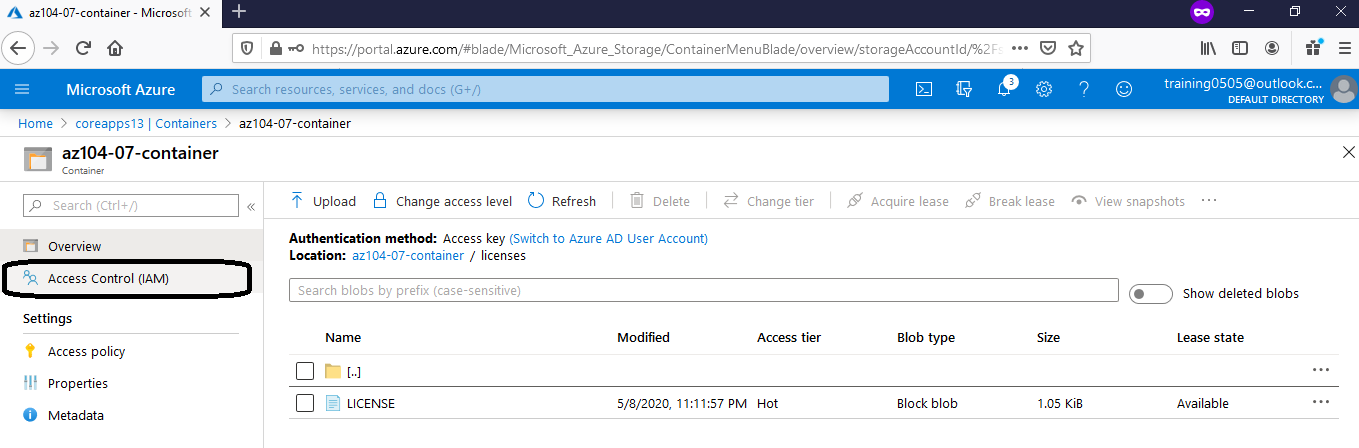 az104-07-container - Microsoft
https://portal.azure.com/#blade/Microsoft_Azure_Storage/ContainerMenuBlade/overview/storageAccountId/%2Fs
Microsoft Azure
Search resources, services, and docs (G+/)
3
training0505@outlook.c...
DEFAULT DIRECTORY
Home > coreapps13 | Containers > az104-07-container
az104-07-container
Container
Search (Ctrl+/)
«
Upload Change access level Refresh Delete Change tier Acquire lease Break lease View snapshots ...
Overview
Access Control (IAM)
Settings
Access policy
Properties
Metadata
Authentication method: Access key (Switch to Azure AD User Account)
Location: az104-07-container / licenses
Search blobs by prefix (case-sensitive)
Show deleted blobs
Name Modified Access tier Blob type Size Lease state
[..] ...
LICENSE 5/8/2020, 11:11:57 PM Hot Block blob 1.05 KiB Available ...